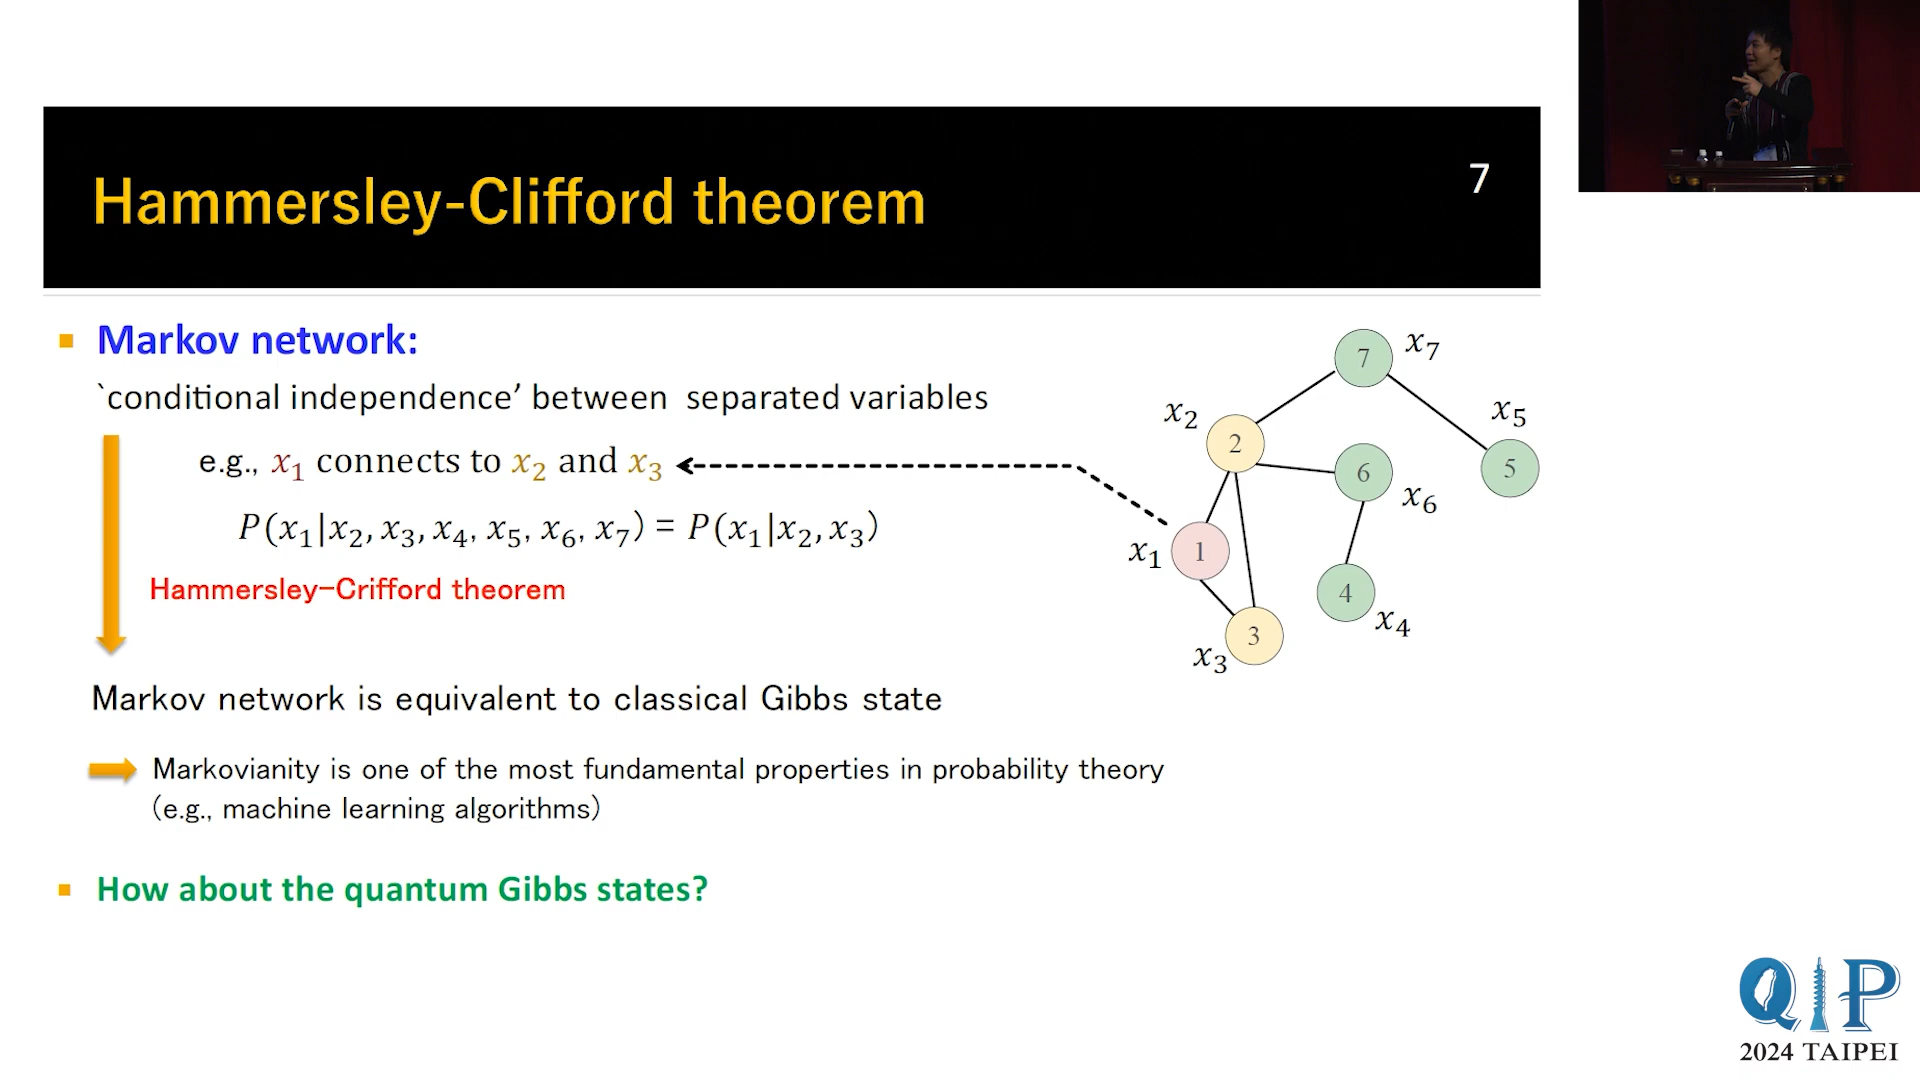 Hammersley-Clifford theorem
7
Markov network:
`conditional independence’ between separated variables
e.g., x1 connects to x2 and x3
P(x1|x2, x3, x4, x5, x6, x7) = P(x1|x2, x3)
Hammersley-Crifford theorem
Markov network is equivalent to classical Gibbs state
Markovianity is one of the most fundamental properties in probability theory
(e.g., machine learning algorithms)
How about the quantum Gibbs states?
7
x7
x2
2
x5
5
6
x6
x1
1
4
x4
3
x3
QIP
2024 TAIPEI